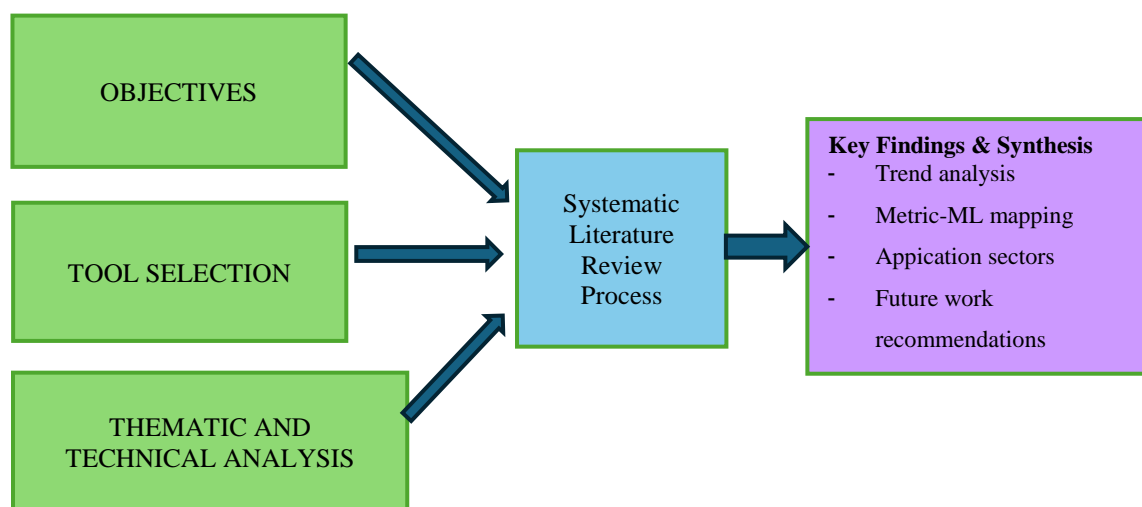 OBJECTIVES
TOOL SELECTION
THEMATIC AND
TECHNICAL ANALYSIS
Systematic
Literature
Review
Process
Key Findings & Synthesis
- Trend analysis
- Metric-ML mapping
- Appication sectors
- Future work
recommendations